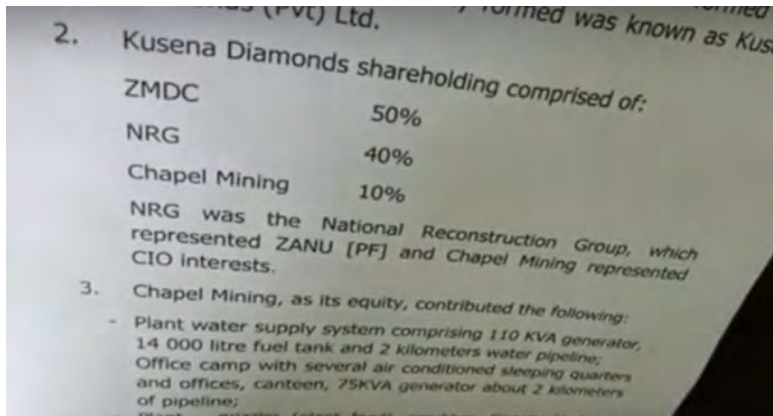 (Pvt) Ltd.
formed was known as
2. Kusena Diamonds shareholding comprised of:
ZMDC 50%
NRG 40%
Chapel Mining 10%
NRG was the National Reconstruction Group, which
represented ZANU [PF] and Chapel Mining represented
CIO interests.
3. Chapel Mining, as its equity, contributed the following:
- Plant water supply system comprising 110 KVA generator,
14 000 litre fuel tank and 2 kilometers water pipeline;
Office camp with several air conditioned sleeping quarters
and offices, canteen, 75KVA generator about 2 kilometers
of pipeline;